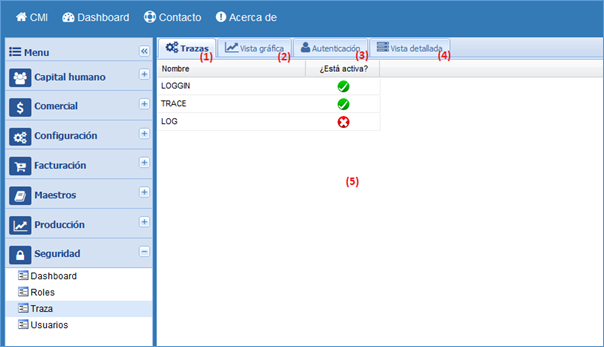 CMI Dashboard Contacto Acerca de
Menu
Capital humano
Comercial
Configuración
Facturación
Maestros
Producción
Seguridad
Dashboard
Roles
Traza
Usuarios
Trazas (1) Vista gráfica (2) Autenticación (3) Vista detallada (4)
Nombre ¿Está activa?
LOGGIN
TRACE
LOG
(5)